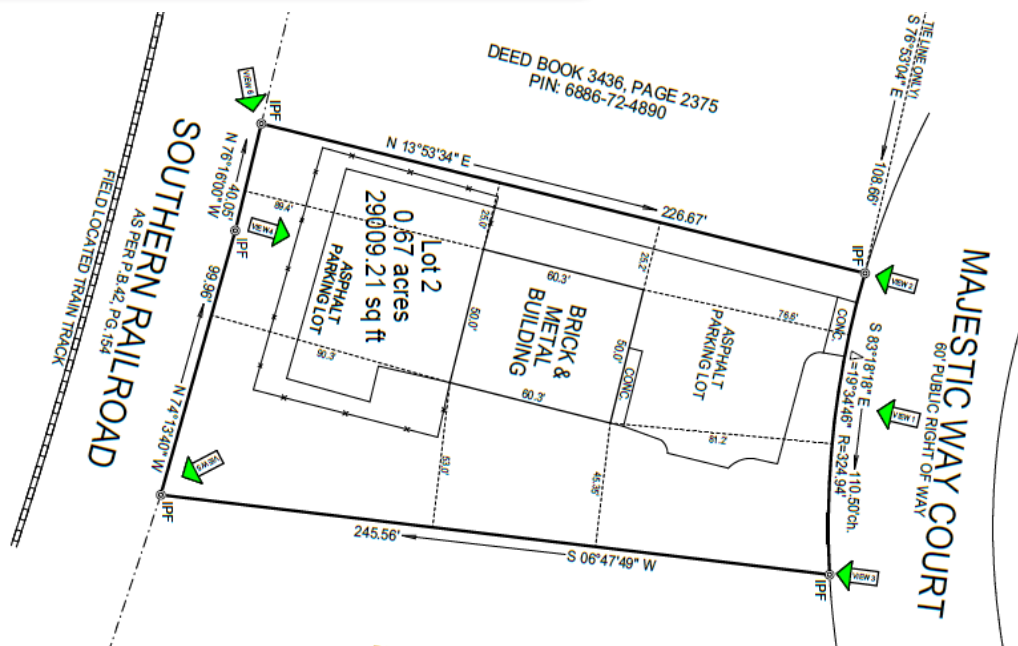 DEED BOOK 3436, PAGE 2375
PIN: 6886-72-4890
TIE LINE ONLY!
S 76°53'04" E
108.66'
VIEW 6
IPF
N 13°53'34" E
226.67'
IPF
VIEW 2
SOUTHERN RAILROAD
AS PER P.B.42, PG.154
FIELD LOCATED TRAIN TRACK
N 76°16'00" W
40.05'
IPF
VIEW 4
96.96'
N 74°13'40" W
VIEW 5
IPF
Lot 2
0.67 acres
29009.21 sq ft
ASPHALT
PARKING LOT
89.4'
90.3'
25.0'
25.2'
60.3'
50.0'
BRICK &
METAL
BUILDING
50.0'
CONC.
60.3'
ASPHALT
PARKING LOT
CONC.
81.2'
53.0'
45.35'
245.56'
S 06°47'49" W
MAJESTIC WAY COURT
60' PUBLIC RIGHT OF WAY
S 83°18'18" E
110.50'ch.
Δ=19°34'46" R=324.94'
VIEW 1
VIEW 3
IPF